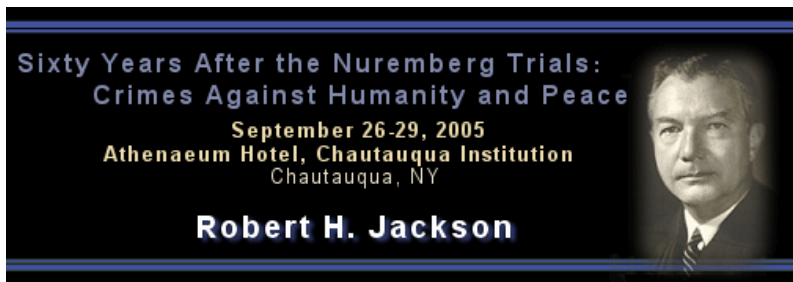 Sixty Years After the Nuremberg Trials:
Crimes Against Humanity and Peace
September 26-29, 2005
Athenaeum Hotel, Chautauqua Institution
Chautauqua, NY
Robert H. Jackson